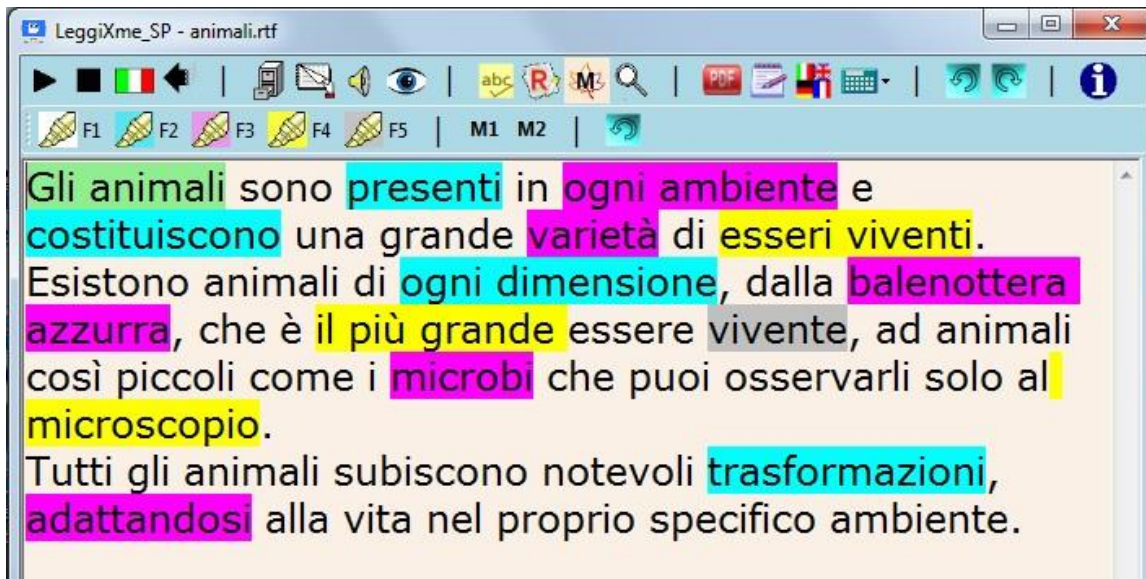 LeggiXme_SP - animali.rtf
abc R M PDF
F1 F2 F3 F4 F5 M1 M2
Gli animali sono presenti in ogni ambiente e
costituiscono una grande varietà di esseri viventi.
Esistono animali di ogni dimensione, dalla balenottera
azzurra, che è il più grande essere vivente, ad animali
così piccoli come i microbi che puoi osservarli solo al
microscopio.
Tutti gli animali subiscono notevoli trasformazioni,
adattandosi alla vita nel proprio specifico ambiente.